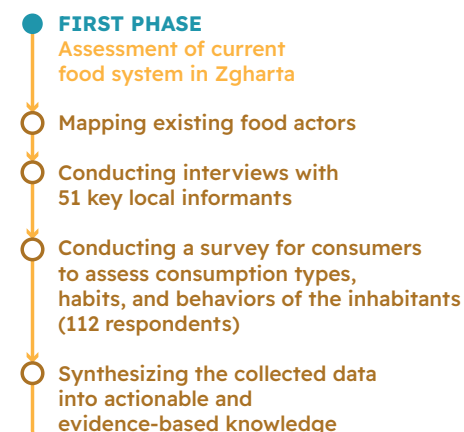 FIRST PHASE
Assessment of current
food system in Zgharta
Mapping existing food actors
Conducting interviews with
51 key local informants
Conducting a survey for consumers
to assess consumption types,
habits, and behaviors of the inhabitants
(112 respondents)
Synthesizing the collected data
into actionable and
evidence-based knowledge